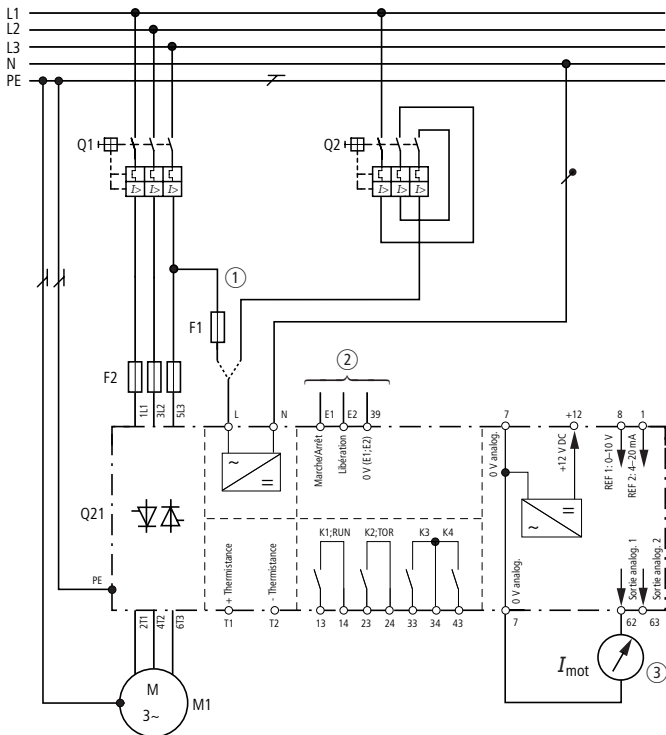 L1
L2
L3
N
PE
Q1
I> I> I>
Q2
I> I> I>
①
F1
②
F2
1L1 3L2 5L3
L N
E1 E2 39
7 +12 8 1
Marche/Arrêt
Libération
0 V (E1;E2)
0 V analog.
+12 V DC
REF 1: 0–10 V
REF 2: 4–20 mA
~
=
=
~
Q21
K1;RUN K2;TOR K3 K4
PE
+ Thermistance
- Thermistance
0 V analog.
Sortie analog. 1
Sortie analog. 2
2T1 4T2 6T3
T1 T2 13 14 23 24 33 34 43 7 62 63
M
3~
M1
Imot
③